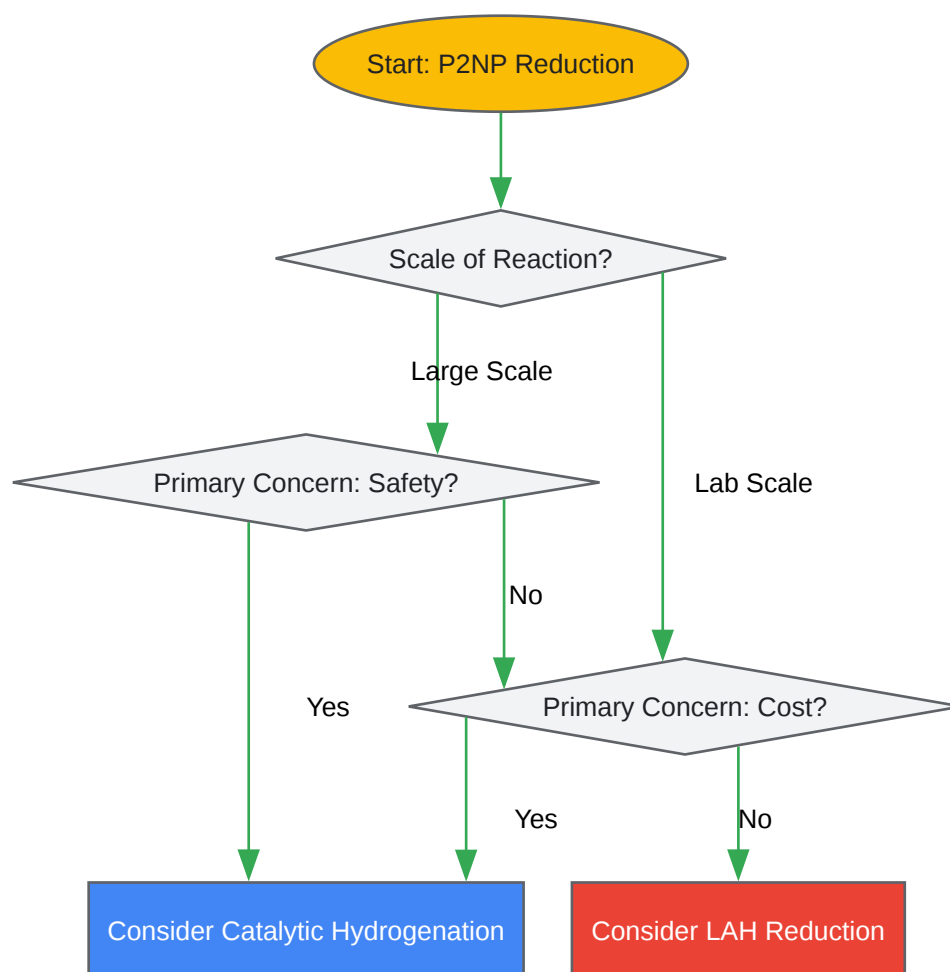 Start: P2NP Reduction
Scale of Reaction?
Large Scale
Primary Concern: Safety?
Lab Scale
No
Yes
Primary Concern: Cost?
Yes
No
Consider Catalytic Hydrogenation
Consider LAH Reduction